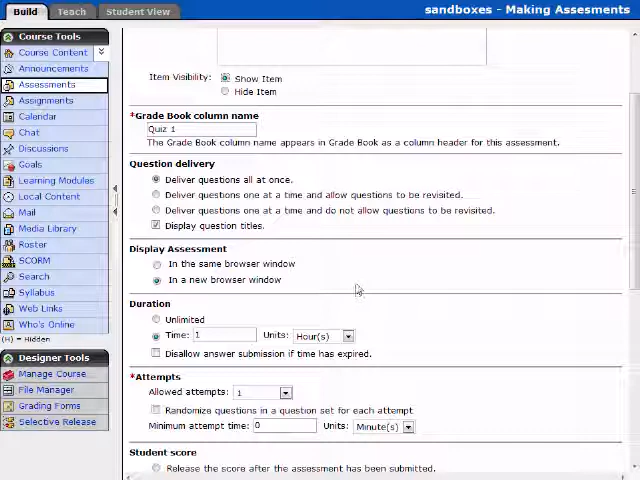 Build
Teach
Student View
sandboxes - Making Assesments
Course Tools
Course Content
Announcements
Assessments
Assignments
Calendar
Chat
Discussions
Goals
Learning Modules
Local Content
Mail
Media Library
Roster
SCORM
Search
Syllabus
Web Links
Who's Online
(H) = Hidden
Designer Tools
Manage Course
File Manager
Grading Forms
Selective Release
Item Visibility:
Show Item
Hide Item
*Grade Book column name
Quiz 1
The Grade Book column name appears in Grade Book as a column header for this assessment.
Question delivery
Deliver questions all at once.
Deliver questions one at a time and allow questions to be revisited.
Deliver questions one at a time and do not allow questions to be revisited.
Display question titles.
Display Assessment
In the same browser window
In a new browser window
Duration
Unlimited
Time: 1 Units: Hour(s)
Disallow answer submission if time has expired.
*Attempts
Allowed attempts: 1
Randomize questions in a question set for each attempt
Minimum attempt time: 0 Units: Minute(s)
Student score
Release the score after the assessment has been submitted.